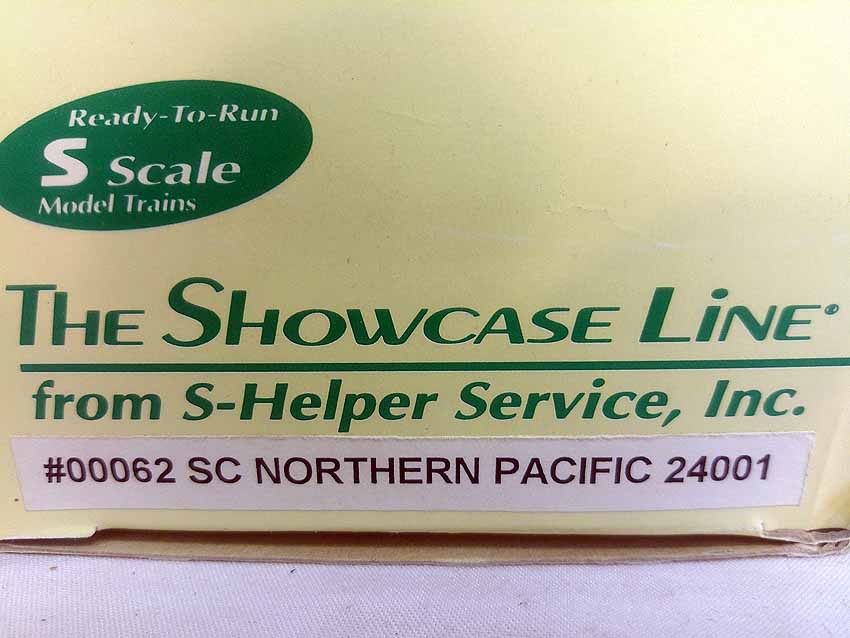 Ready-To-Run
S Scale
Model Trains
THE SHOWCASE LiNE®
from S-Helper Service, Inc.
#00062 SC NORTHERN PACIFIC 24001